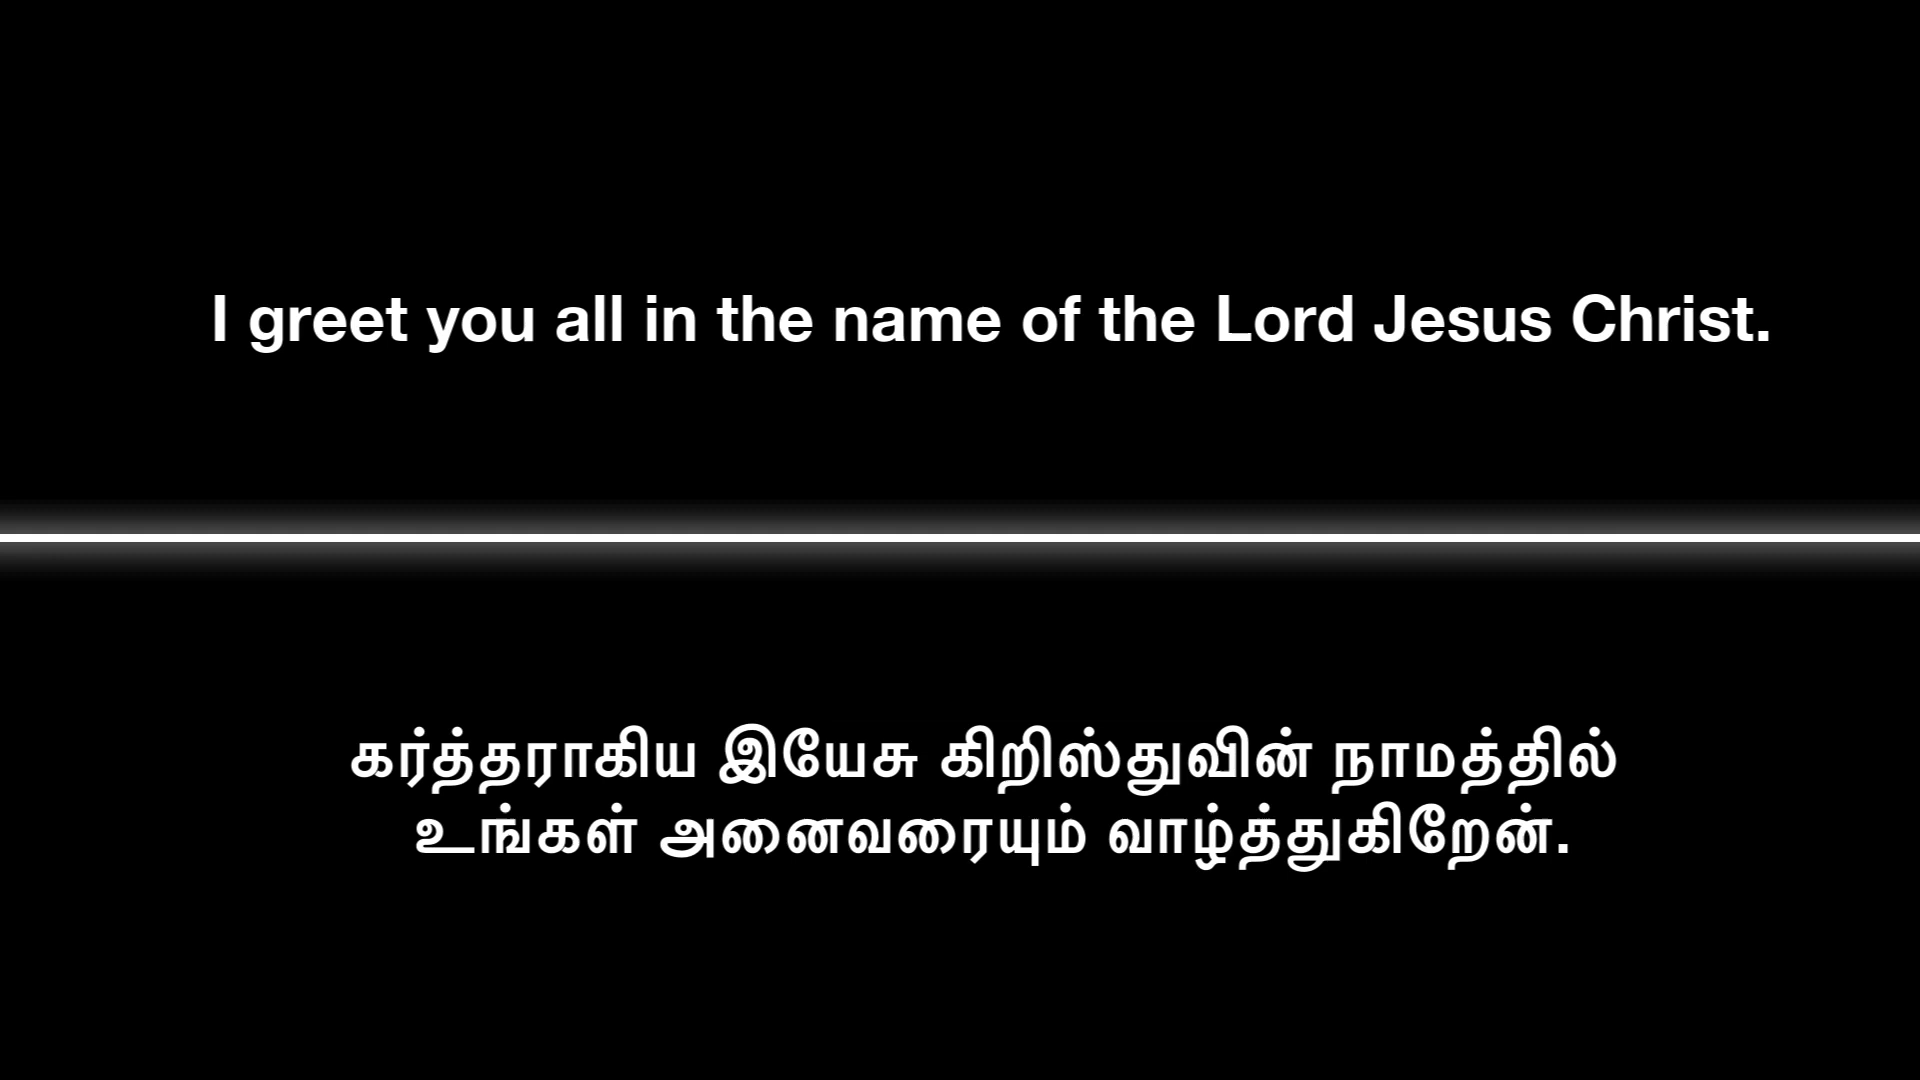 I greet you all in the name of the Lord Jesus Christ.
கர்த்தராகிய இயேசு கிறிஸ்துவின் நாமத்தில்
உங்கள் அனைவரையும் வாழ்த்துகிறேன்.